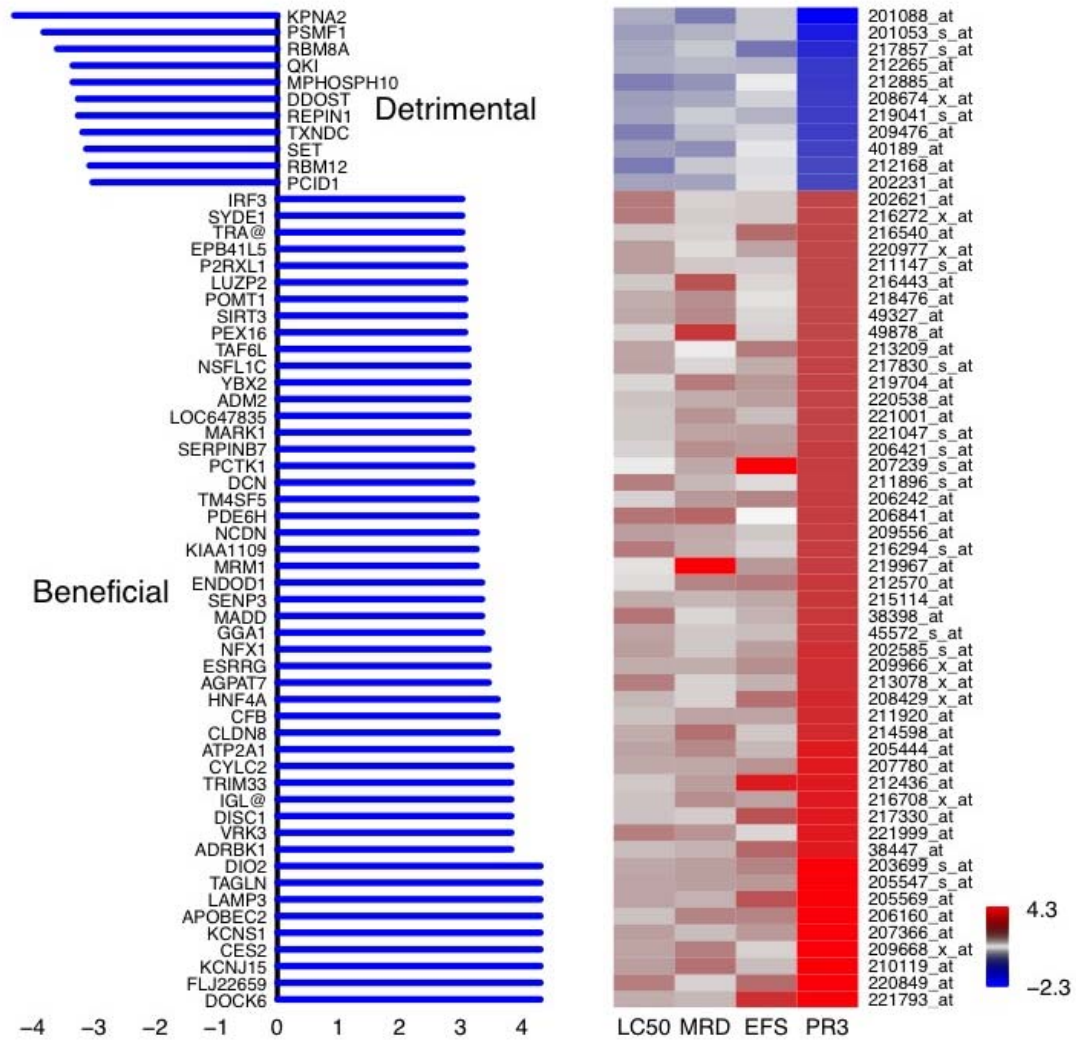 KPNA2 201088_at
PSMF1 201053_s_at
RBM8A 217857_s_at
QKI 212265_at
MPHOSPH10 212885_at
DDOST 208674_x_at
Detrimental
REPIN1 219041_s_at
TXNDC 209476_at
SET 40189_at
RBM12 212168_at
PCID1 202231_at
IRF3 202621_at
SYDE1 216272_x_at
TRA@ 216540_at
EPB41L5 220977_x_at
P2RXL1 211147_s_at
LUZP2 216443_at
POMT1 218476_at
SIRT3 49327_at
PEX16 49878_at
TAF6L 213209_at
NSFL1C 217830_s_at
YBX2 219704_at
ADM2 220538_at
LOC647835 221001_at
MARK1 221047_s_at
SERPINB7 206421_s_at
PCTK1 207239_s_at
DCN 211896_s_at
TM4SF5 206242_at
PDE6H 206841_at
NCDN 209556_at
KIAA1109 216294_s_at
MRM1 219967_at
ENDOD1 212570_at
Beneficial
SENP3 215114_at
MADD 38398_at
GGA1 45572_s_at
NFX1 202585_s_at
ESRRG 209966_x_at
AGPAT7 213078_x_at
HNF4A 208429_x_at
CFB 211920_at
CLDN8 214598_at
ATP2A1 205444_at
CYLC2 207780_at
TRIM33 212436_at
IGL@ 216708_x_at
DISC1 217330_at
VRK3 221999_at
ADRBK1 38447_at
DIO2 203699_s_at
TAGLN 205547_s_at
LAMP3 205569_at
APOBEC2 206160_at
KCNS1 207366_at
CES2 209668_x_at
KCNJ15 210119_at
FLJ22659 220849_at
DOCK6 221793_at
4.3
−2.3
−4 −3 −2 −1 0 1 2 3 4
LC50 MRD EFS PR3